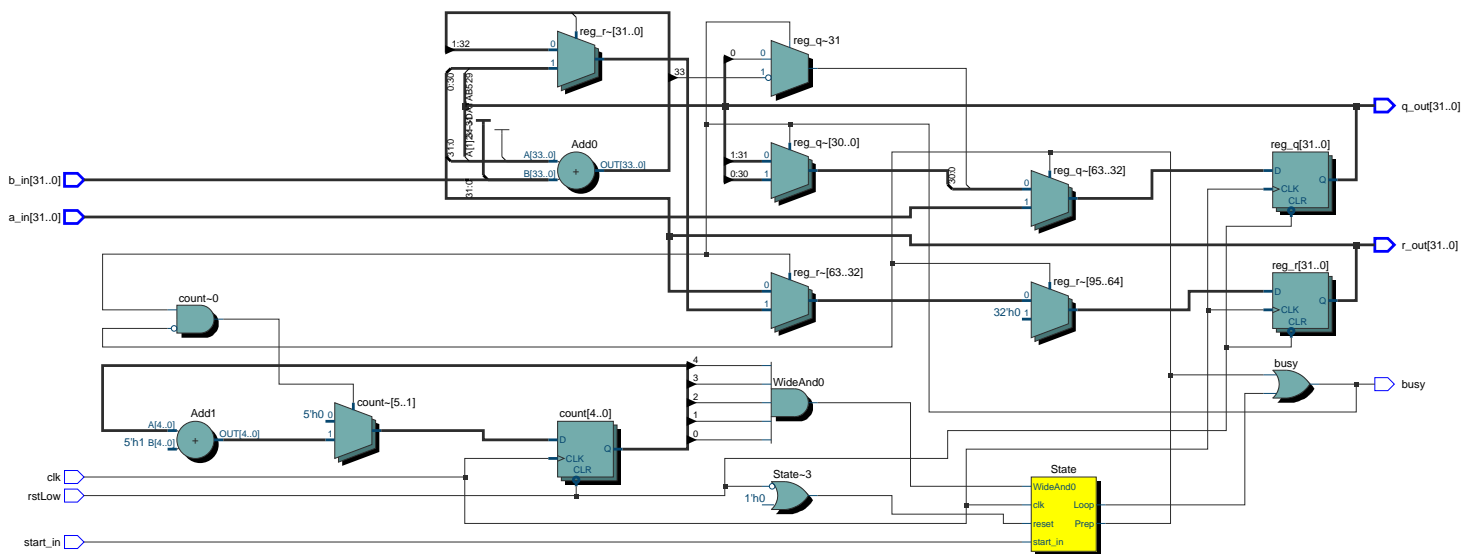 reg_r~[31..0]
1:32
0
1
0:30
31:0
31:0
33
Add0
A[33..0]
B[33..0]
OUT[33..0]
+
reg_q~31
0
0
1
reg_q~[30..0]
1:31
0
0:30
1
30:0
reg_q~[63..32]
0
1
q_out[31..0]
reg_q[31..0]
D
Q
CLK
CLR
b_in[31..0]
a_in[31..0]
r_out[31..0]
reg_r~[63..32]
0
1
reg_r~[95..64]
0
32'h0
1
reg_r[31..0]
D
Q
CLK
CLR
count~0
busy
busy
4
3
2
1
0
WideAnd0
Add1
A[4..0]
5'h1
B[4..0]
OUT[4..0]
+
count~[5..1]
5'h0
0
1
count[4..0]
D
Q
CLK
CLR
clk
rstLow
State~3
1'h0
State
WideAnd0
clk
Loop
reset
Prep
start_in
start_in